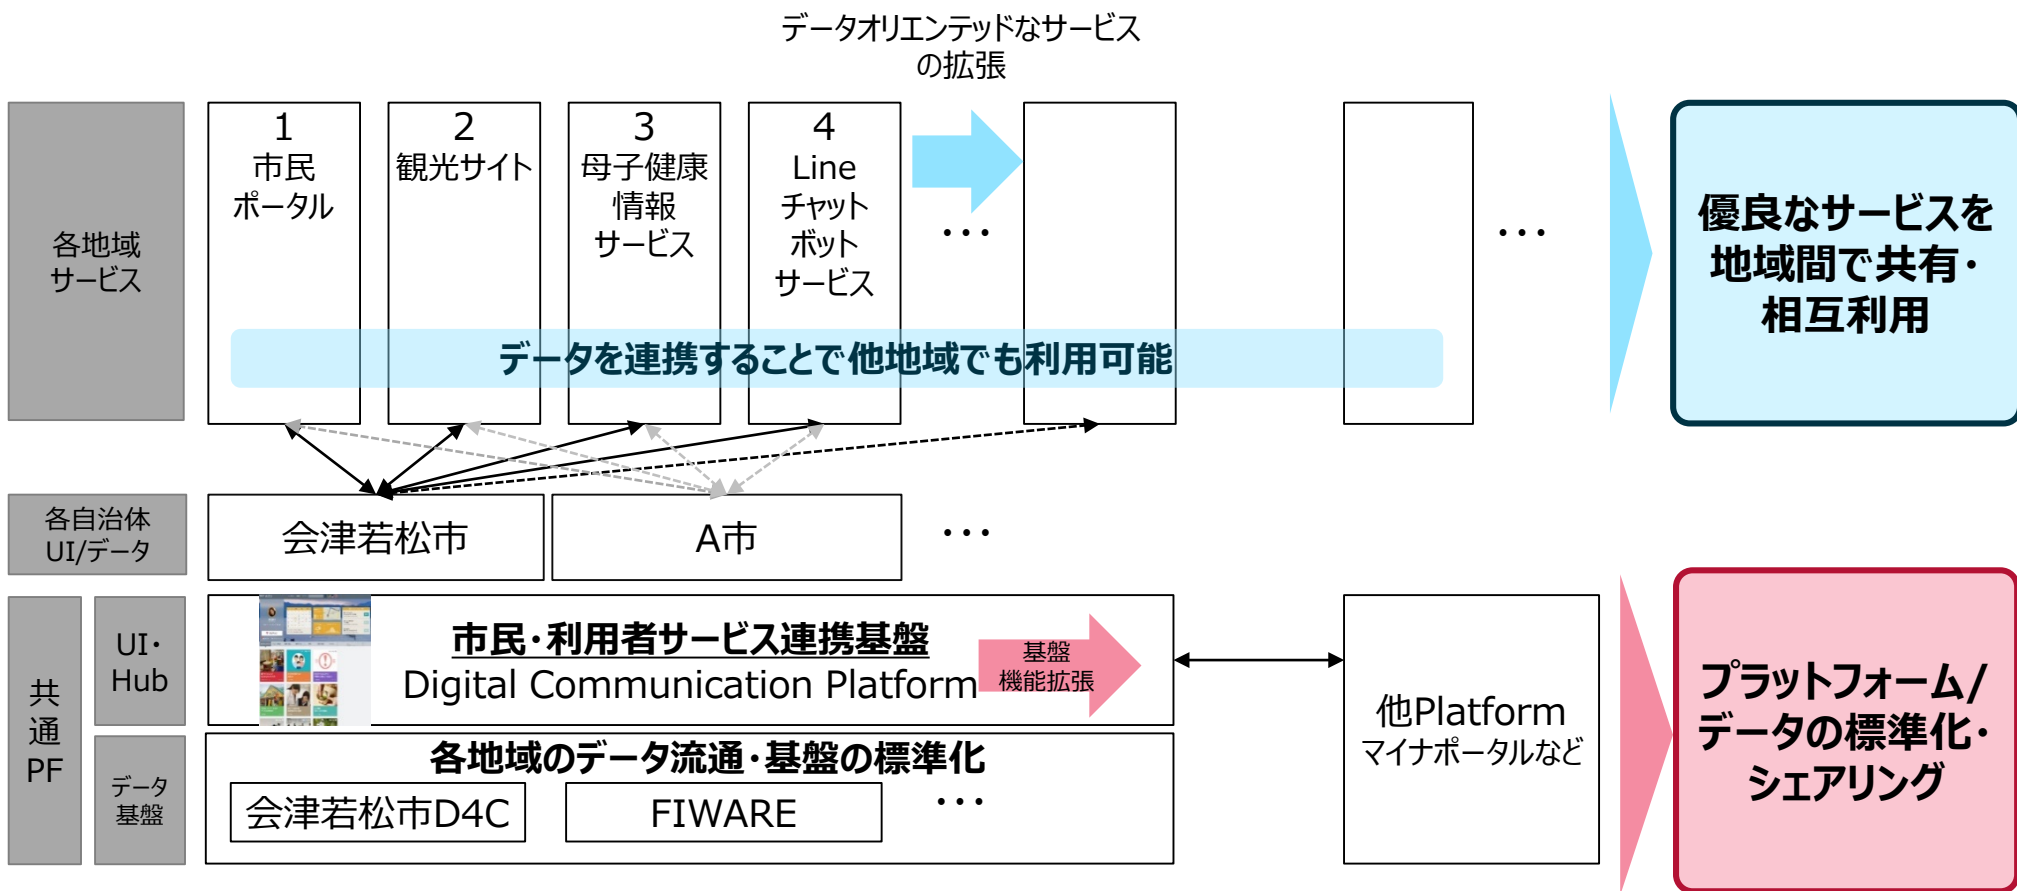 データオリエンテッドなサービス
の拡張
各地域
サービス
1
市民
ポータル
2
観光サイト
3
母子健康
情報
サービス
4
Line
チャット
ボット
サービス
・・・
・・・
データを連携することで他地域でも利用可能
優良なサービスを
地域間で共有・
相互利用
各自治体
UI/データ
会津若松市
A市
・・・
共
通
PF
UI・
Hub
市民・利用者サービス連携基盤
Digital Communication Platform
基盤
機能拡張
データ
基盤
各地域のデータ流通・基盤の標準化
会津若松市D4C
FIWARE
・・・
他Platform
マイナポータルなど
プラットフォーム/
データの標準化・
シェアリング